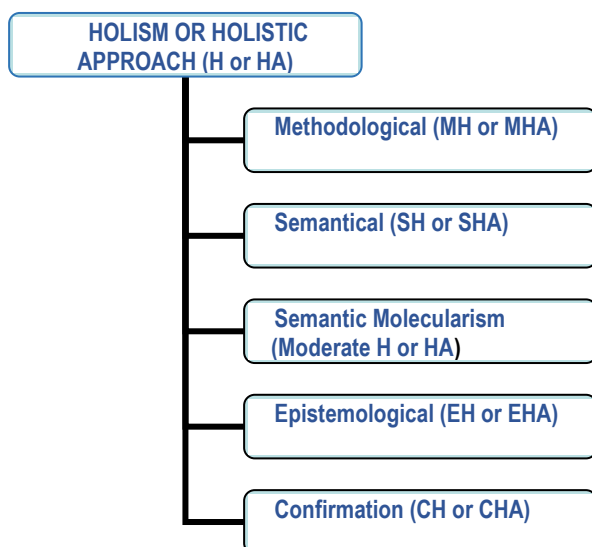 HOLISM OR HOLISTIC
APPROACH (H or HA)
Methodological (MH or MHA)
Semantical (SH or SHA)
Semantic Molecularism
(Moderate H or HA)
Epistemological (EH or EHA)
Confirmation (CH or CHA)